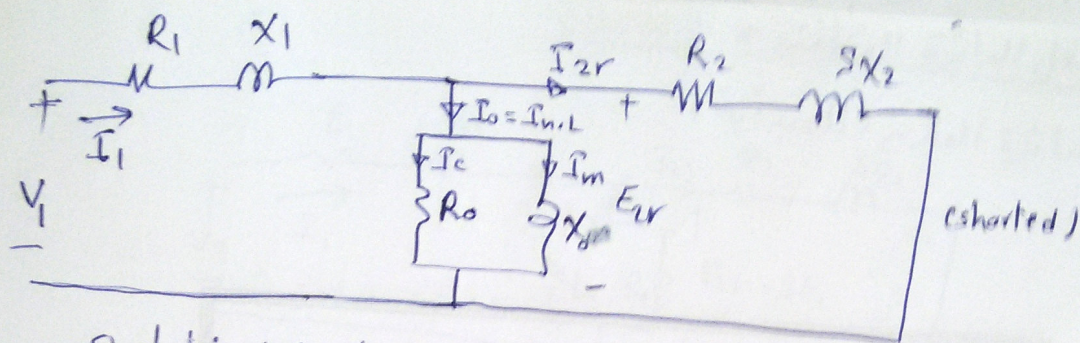 R1 X1
I2r R2 SX2
+ I1 I0 = In.L +
Ic Im
V1 R0 Xm E2r (shorted)
- -